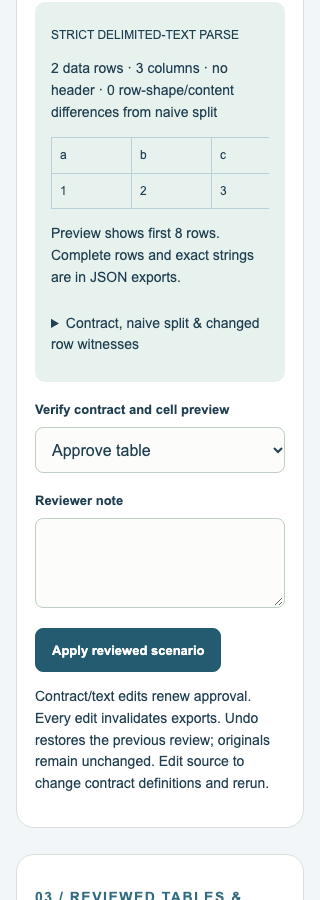 STRICT DELIMITED-TEXT PARSE
2 data rows · 3 columns · no
header · 0 row-shape/content
differences from naive split
a b c
1 2 3
Preview shows first 8 rows.
Complete rows and exact strings
are in JSON exports.
▶ Contract, naive split & changed
row witnesses
Verify contract and cell preview
Approve table
Reviewer note
Apply reviewed scenario
Contract/text edits renew approval.
Every edit invalidates exports. Undo
restores the previous review; originals
remain unchanged. Edit source to
change contract definitions and rerun.
03 / REVIEWED TABLES &